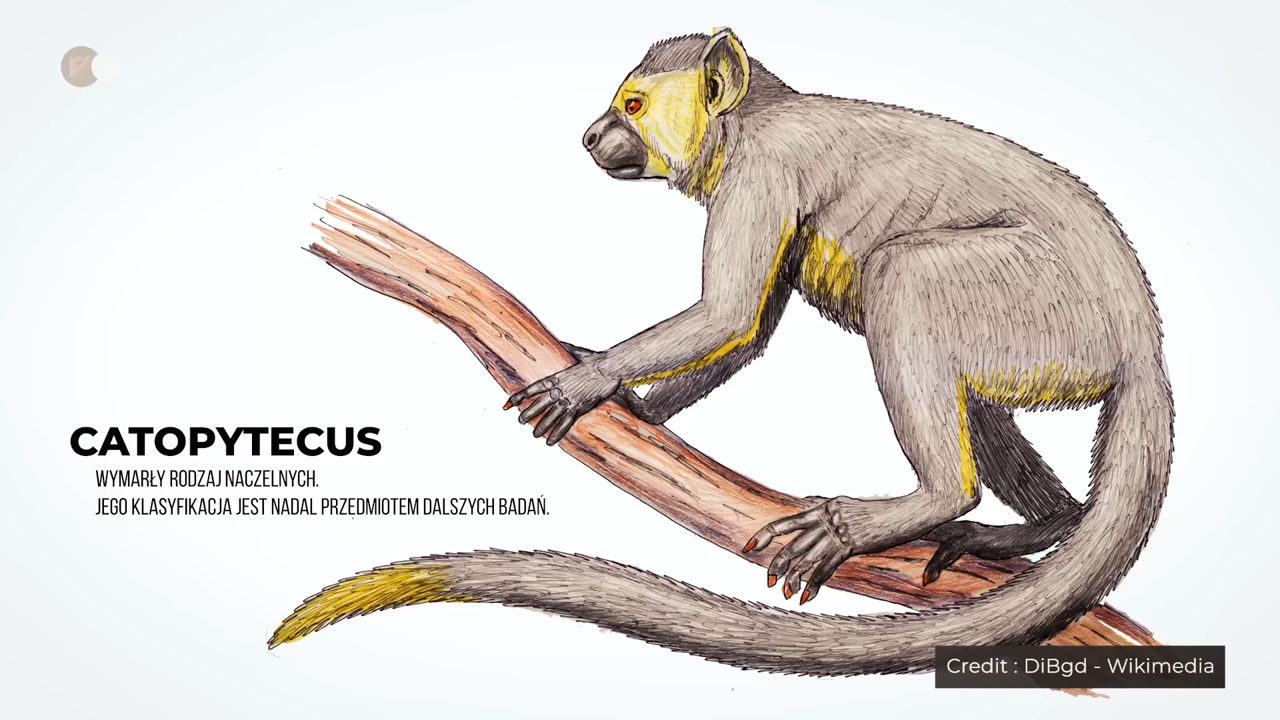 CATOPYTECUS
WYMARŁY RODZAJ NACZELNYCH.
JEGO KLASYFIKACJA JEST NADAL PRZEDMIOTEM DALSZYCH BADAŃ.
Credit : DiBgd - Wikimedia